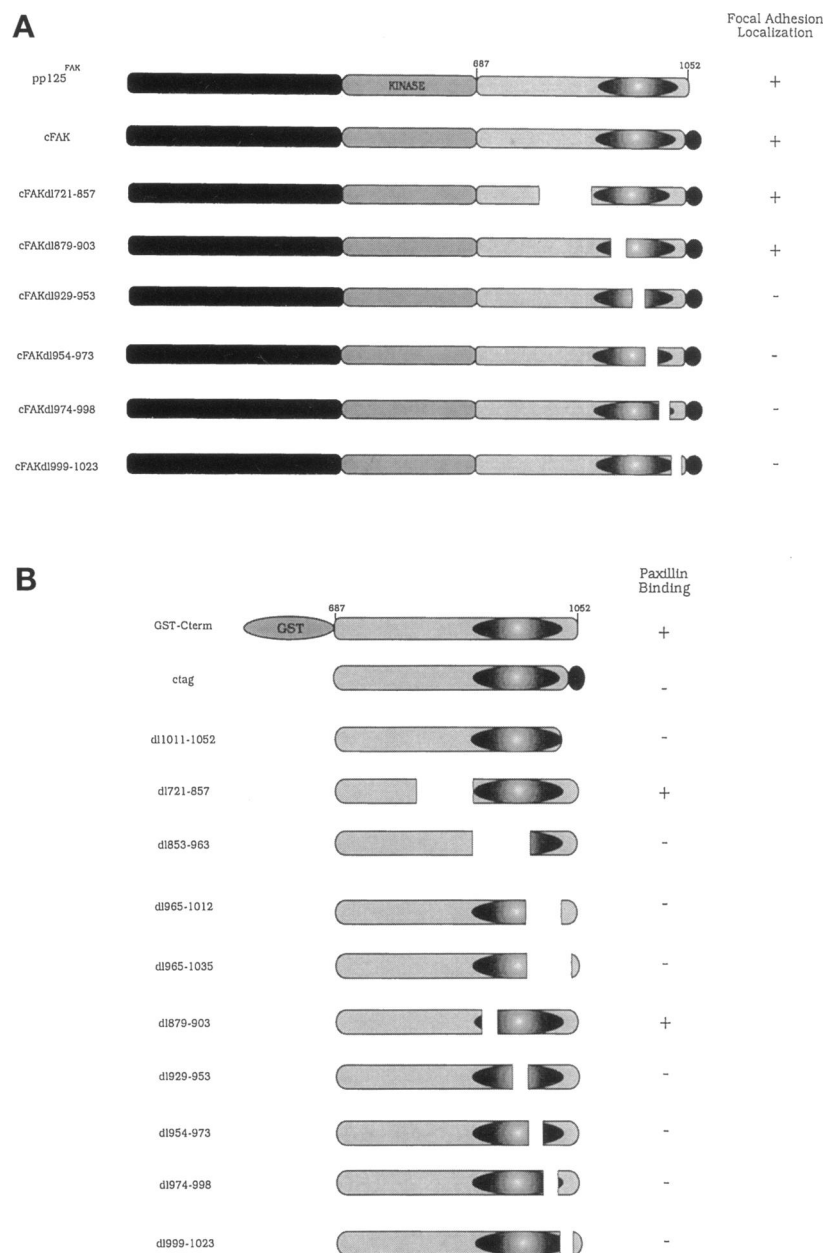 A
Focal Adhesion
Localization
pp125FAK
KINASE
687
1052
+
cFAK
+
cFAKdl721-857
+
cFAKdl879-903
+
cFAKdl929-953
-
cFAKdl954-973
-
cFAKdl974-998
-
cFAKdl999-1023
-
B
Paxillin
Binding
GST-Cterm
GST
687
1052
+
ctag
-
dl1011-1052
-
dl721-857
+
dl853-963
-
dl965-1012
-
dl965-1035
-
dl879-903
+
dl929-953
-
dl954-973
-
dl974-998
-
dl999-1023
-